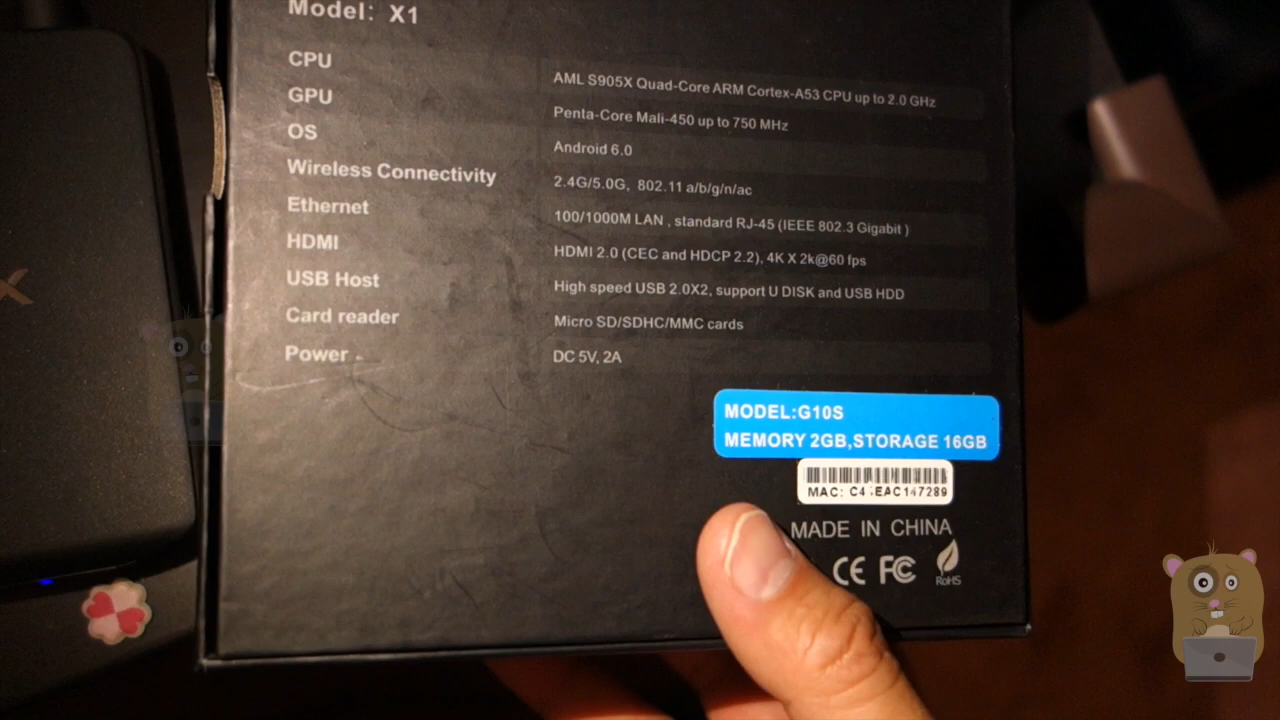 Model: X1
CPU
AML S905X Quad-Core ARM Cortex-A53 CPU up to 2.0 GHz
GPU
Penta-Core Mali-450 up to 750 MHz
OS
Android 6.0
Wireless Connectivity
2.4G/5.0G, 802.11 a/b/g/n/ac
Ethernet
100/1000M LAN , standard RJ-45 (IEEE 802.3 Gigabit )
HDMI
HDMI 2.0 (CEC and HDCP 2.2), 4K X 2k@60 fps
USB Host
High speed USB 2.0X2, support U DISK and USB HDD
Card reader
Micro SD/SDHC/MMC cards
Power
DC 5V, 2A
MODEL:G10S
MEMORY 2GB,STORAGE 16GB
MAC:
MADE IN CHINA
CE FC RoHS